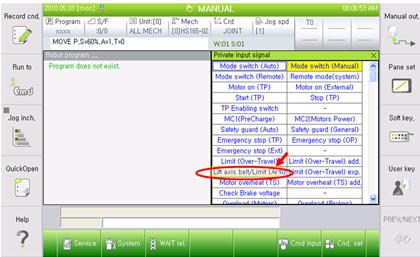 Record cnd,
Run to
Cmd
Jog inch,
QuickOpen
Help
2010,05,03 [mon]
MANUAL
00:06:53 AM
Program
xxxx
S/F
:0/0
Unit:[0]
ALL MECH
Mech
[0]HS165-02
Crd
JOINT
Jog spd
[1]
T0
MOVE P,S=60%,A=1,T=0
W:01 S:01
Robot program...
Program does not exist,
Private input signal
Mode switch (Auto) Mode switch (Manual)
Mode switch (Remote) Remote mode(system)
Motor on (TP) Motor on (External)
Start (TP) Stop (TP)
TP Enabling switch -
MC1(PreCharge) MC2(Motors Power)
Safety guard (Auto) Safety guard (General)
Emergency stop (TP) Emergency stop (OP)
Emergency stop (Ext) -
Limit (Over-Travel) Limit (Over-Travel) add,
Lift axis belt/Limit (Arm) Limit (Over-Travel) exp,
Motor overheat (TS) Motor overheat (TS) add,
Check Brake voltage -
Overload (Motors) Overload (Brakes)
Service
System
WAIT rel.
Cmd input
Cnd. set
Manual out,
Pane set
Soft key,
User key
PREV/NEXT